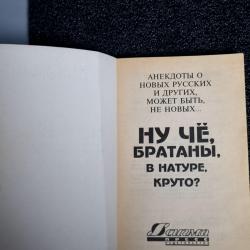 АНЕКДОТЫ О
НОВЫХ РУССКИХ
И ДРУГИХ,
МОЖЕТ БЫТЬ,
НЕ НОВЫХ...
НУ ЧЁ,
БРАТАНЫ,
В НАТУРЕ,
КРУТО?